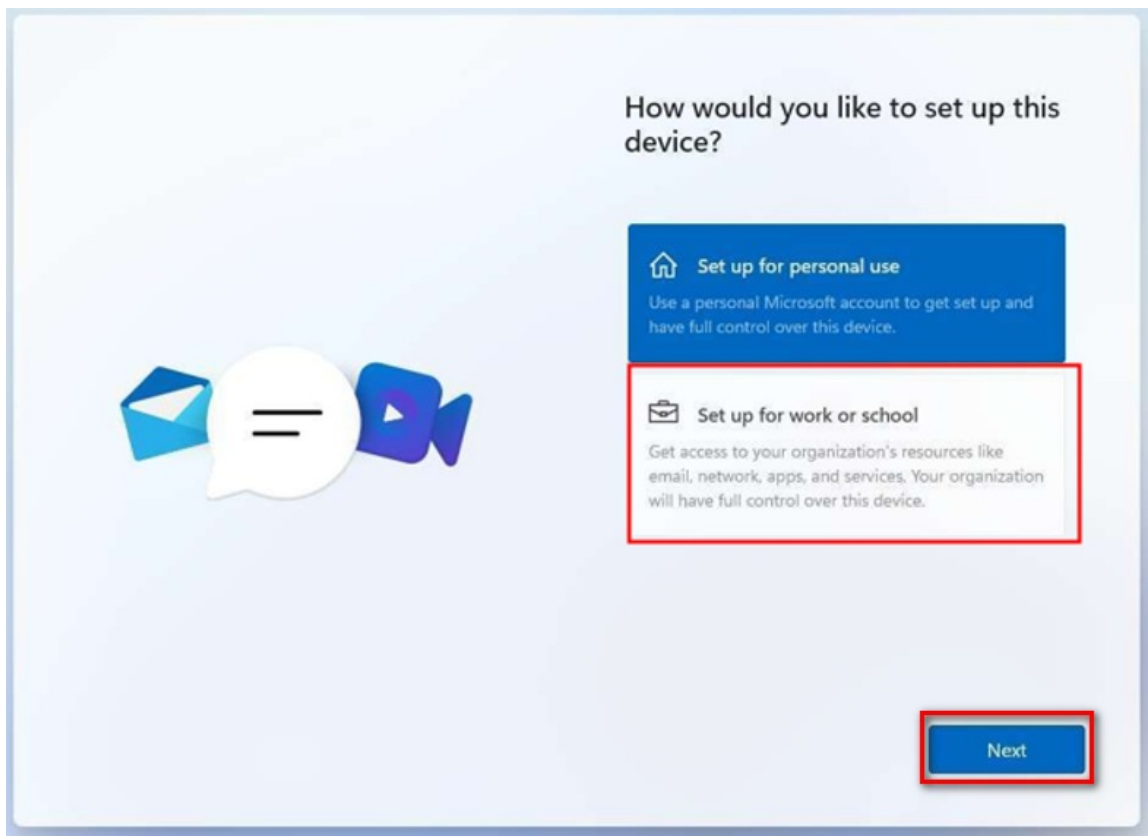 How would you like to set up this
device?
Set up for personal use
Use a personal Microsoft account to get set up and
have full control over this device.
Set up for work or school
Get access to your organization's resources like
email, network, apps, and services. Your organization
will have full control over this device.
Next